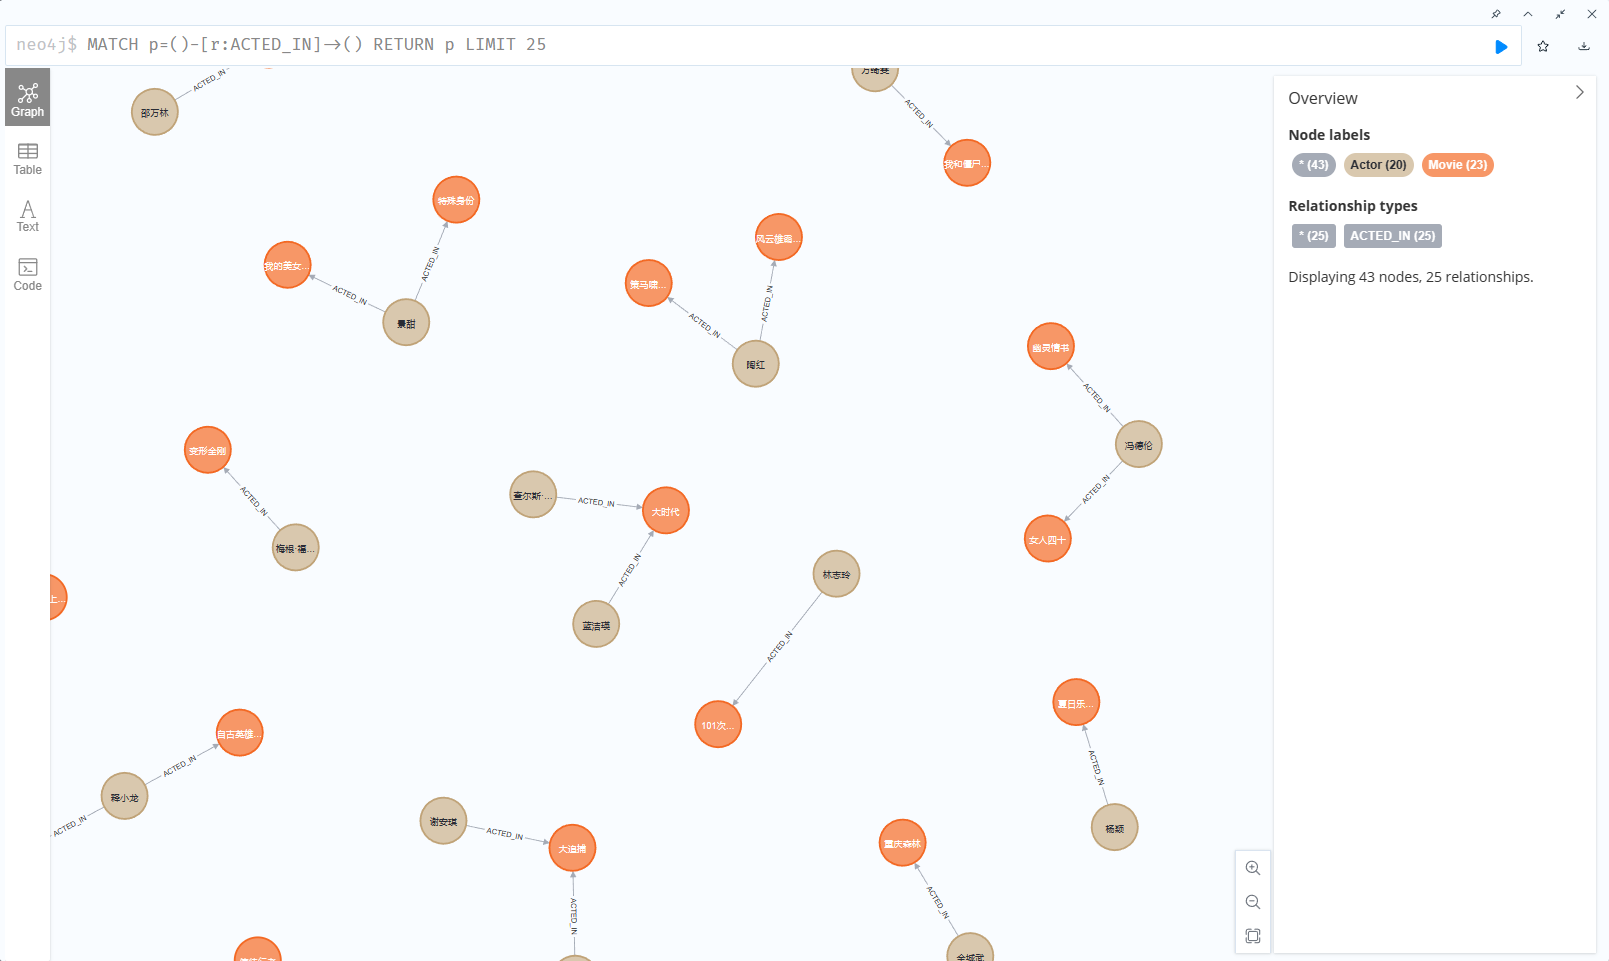 neo4j$ MATCH p=()-[r:ACTED_IN]->() RETURN p LIMIT 25
Graph
Table
Text
Code
Overview
Node labels
* (43) Actor (20) Movie (23)
Relationship types
* (25) ACTED_IN (25)
Displaying 43 nodes, 25 relationships.
ACTED_IN
邵万林
ACTED_IN
我和僵尸...
特殊身份
ACTED_IN
我的美女...
ACTED_IN
景甜
风云雄霸...
ACTED_IN
策马啸...
ACTED_IN
陶红
幽灵情书
ACTED_IN
冯德伦
ACTED_IN
女人四十
变形金刚
ACTED_IN
梅根·福...
查尔斯·...
ACTED_IN
大时代
ACTED_IN
蓝洁瑛
林志玲
ACTED_IN
101次...
上...
自古英雄...
ACTED_IN
释小龙
ACTED_IN
谢安琪
ACTED_IN
大追捕
ACTED_IN
夏日乐...
ACTED_IN
杨颖
重庆森林
ACTED_IN
金城武